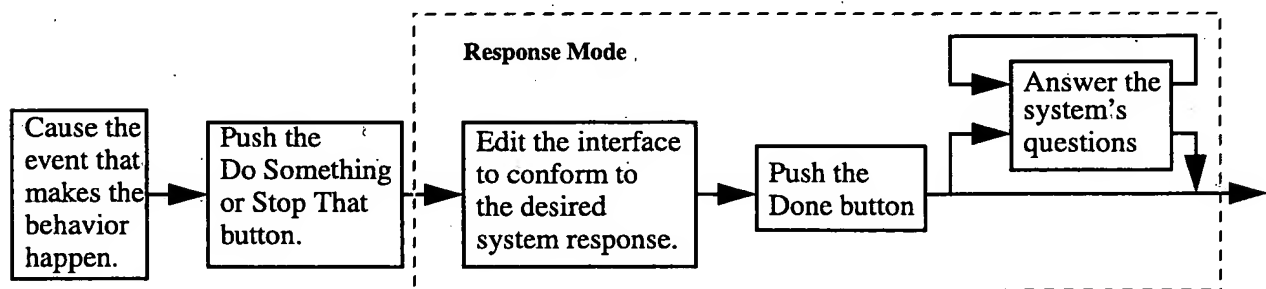 Response Mode
Cause the
event that
makes the
behavior
happen.
Push the
Do Something
or Stop That
button.
Edit the interface
to conform to
the desired
system response.
Push the
Done button
Answer the
system's
questions